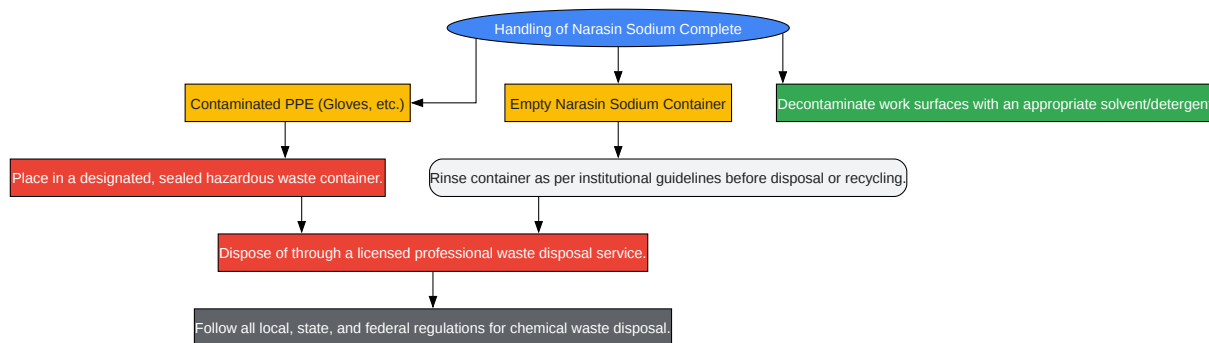 Handling of Narasin Sodium Complete
Contaminated PPE (Gloves, etc.)
Empty Narasin Sodium Container
Decontaminate work surfaces with an appropriate solvent/detergen
Place in a designated, sealed hazardous waste container.
Rinse container as per institutional guidelines before disposal or recycling.
Dispose of through a licensed professional waste disposal service.
Follow all local, state, and federal regulations for chemical waste disposal.